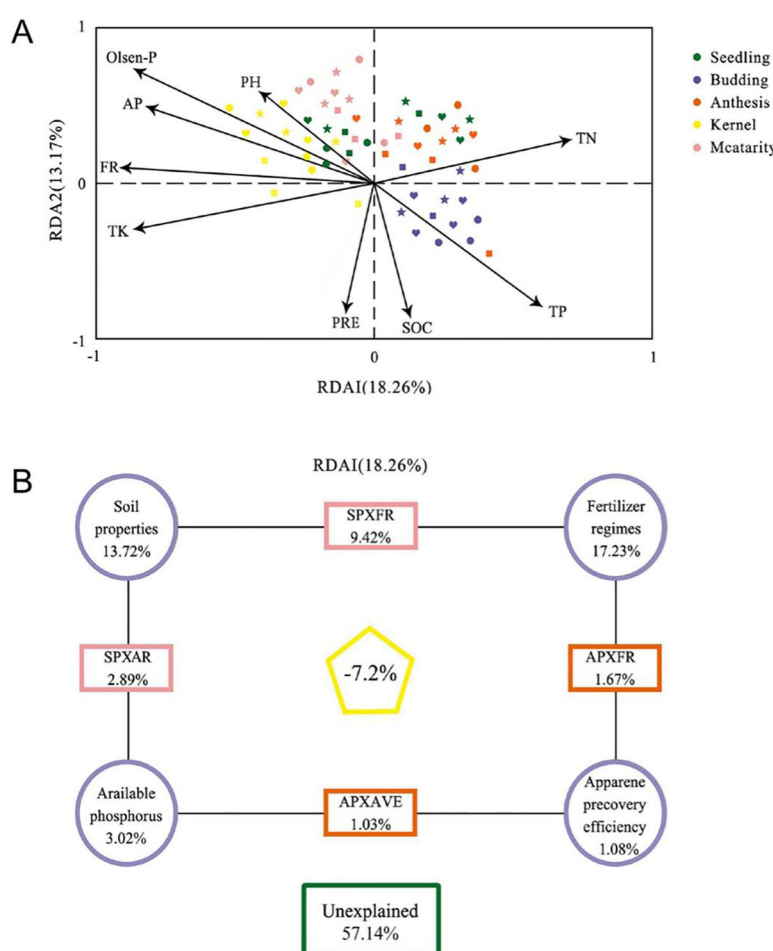 A
1
Olsen-P
PH
AP
TN
FR
0
TK
PRE
SOC
TP
-1
-1
0
1
RDA2(13.17%)
RDAI(18.26%)
Seedling
Budding
Anthesis
Kernel
Mcatarity
B
RDAI(18.26%)
Soil
properties
13.72%
SPXFR
9.42%
Fertilizer
regimes
17.23%
SPXAR
2.89%
-7.2%
APXFR
1.67%
Arailable
phosphorus
3.02%
APXAVE
1.03%
Apparene
precovery
efficiency
1.08%
Unexplained
57.14%